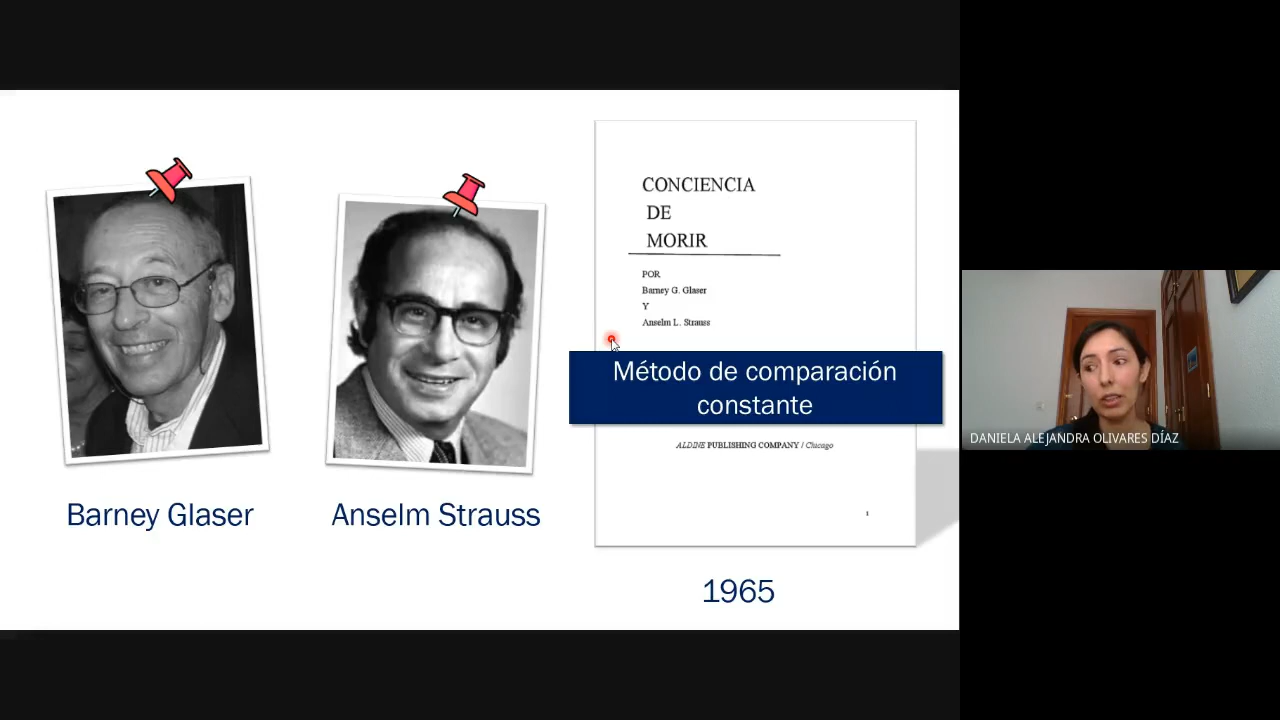 CONCIENCIA
DE
MORIR
POR
Barney G. Glaser
Y
Anselm L. Strauss
Método de comparación
constante
ALDINE PUBLISHING COMPANY / Chicago
1
Barney Glaser
Anselm Strauss
1965
DANIELA ALEJANDRA OLIVARES DÍAZ